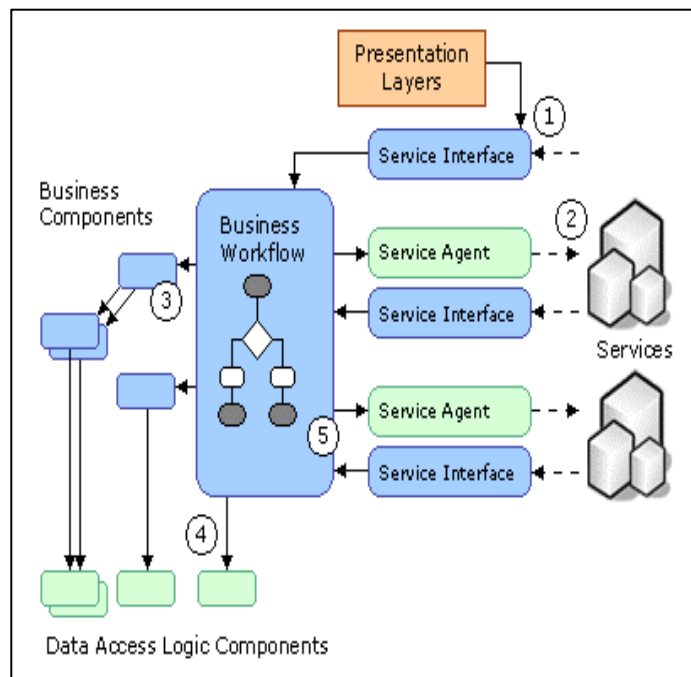 Presentation
Layers
1
Service Interface
Business
Components
Business
Workflow
2
Service Agent
3
Service Interface
Services
Service Agent
5
Service Interface
4
Data Access Logic Components